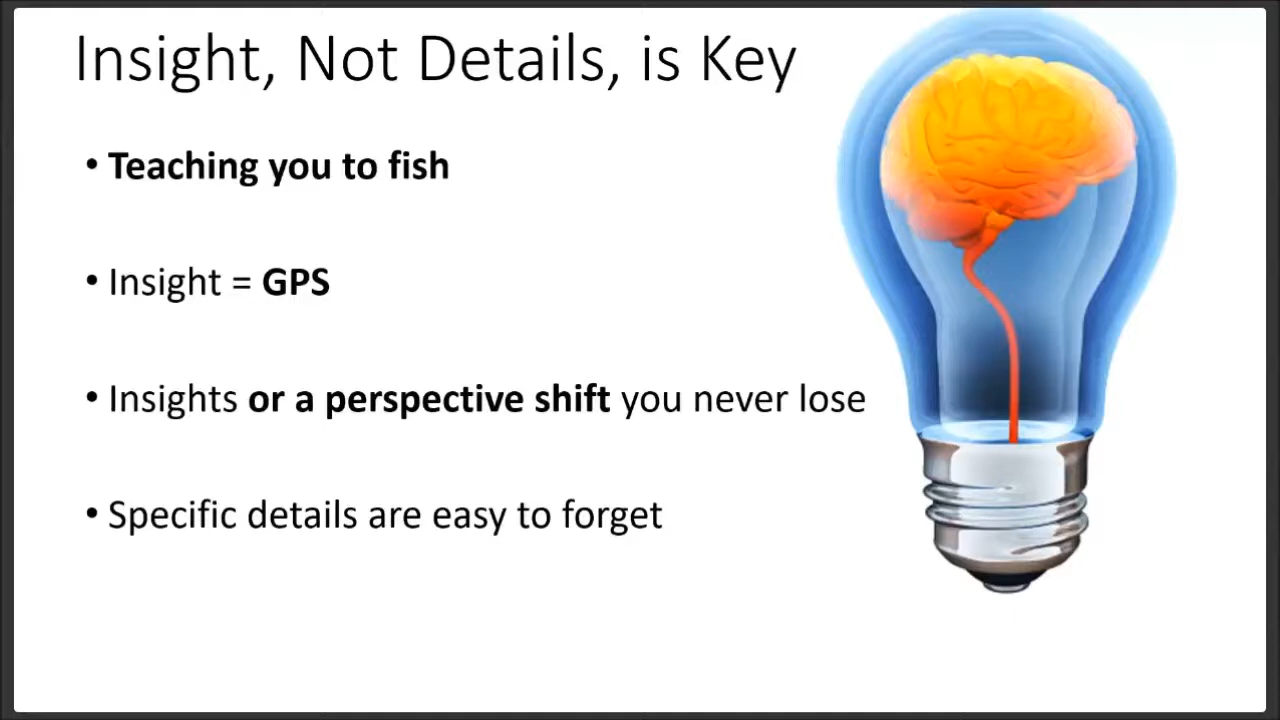 Insight, Not Details, is Key
• Teaching you to fish
• Insight = GPS
• Insights or a perspective shift you never lose
• Specific details are easy to forget